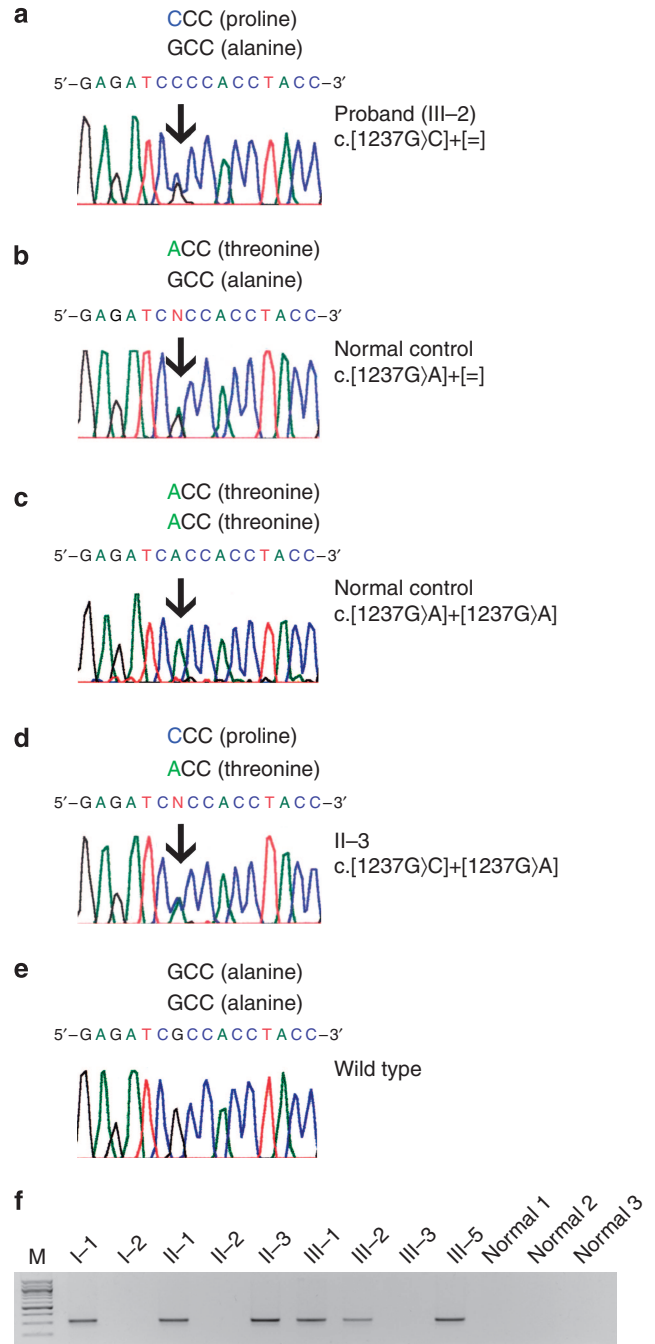 a
CCC (proline)
GCC (alanine)
5′–GAGATCCCCACCTACC–3′
Proband (III–2)
c.[1237G⟩C]+[=]
b
ACC (threonine)
GCC (alanine)
5′–GAGATCNCCACCTACC–3′
Normal control
c.[1237G⟩A]+[=]
c
ACC (threonine)
ACC (threonine)
5′–GAGATCACCACCTACC–3′
Normal control
c.[1237G⟩A]+[1237G⟩A]
d
CCC (proline)
ACC (threonine)
5′–GAGATCNCCACCTACC–3′
II–3
c.[1237G⟩C]+[1237G⟩A]
e
GCC (alanine)
GCC (alanine)
5′–GAGATCGCCACCTACC–3′
Wild type
f
M I–1 I–2 II–1 II–2 II–3 III–1 III–2 III–3 III–5 Normal 1 Normal 2 Normal 3